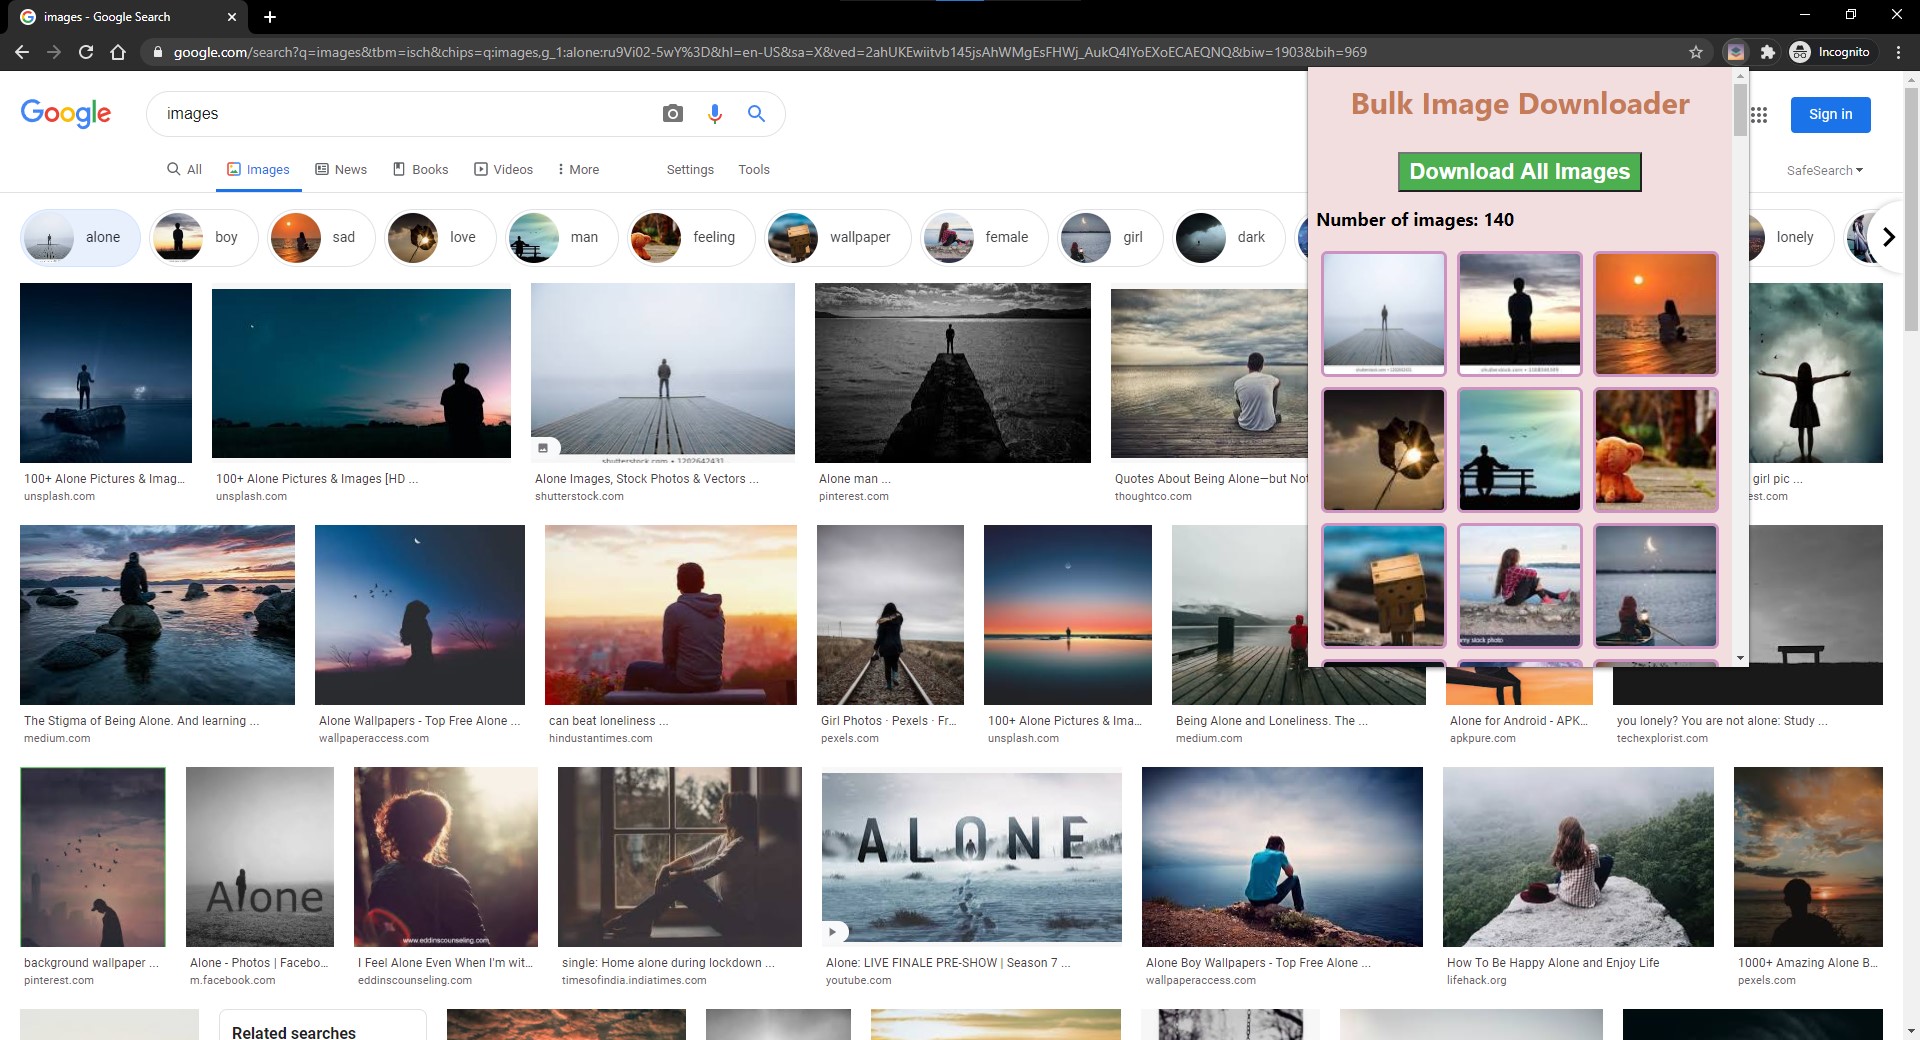 images - Google Search
google.com/search?q=images&tbm=isch&chips=q:images,g_1:alone:ru9Vi02-5wY%3D&hl=en-US&sa=X&ved=2ahUKEwiitvb145jsAhWMgEsFHWj_AukQ4lYoEXoECAEQNQ&biw=1903&bih=969
Incognito
Google
images
Sign in
All
Images
News
Books
Videos
More
Settings
Tools
SafeSearch
Bulk Image Downloader
Download All Images
Number of images: 140
alone
boy
sad
love
man
feeling
wallpaper
female
girl
dark
lonely
shutterstock.com • 1202642431
100+ Alone Pictures & Imag...
unsplash.com
100+ Alone Pictures & Images [HD ...
unsplash.com
Alone Images, Stock Photos & Vectors ...
shutterstock.com
Alone man ...
pinterest.com
Quotes About Being Alone—but Not
thoughtco.com
girl pic ...
est.com
my stock photo
The Stigma of Being Alone. And learning ...
medium.com
Alone Wallpapers - Top Free Alone ...
wallpaperaccess.com
can beat loneliness ...
hindustantimes.com
Girl Photos · Pexels · Fr...
pexels.com
100+ Alone Pictures & Ima...
unsplash.com
Being Alone and Loneliness. The ...
medium.com
Alone for Android - APK...
apkpure.com
you lonely? You are not alone: Study ...
techexplorist.com
Alone
www.eddinscounseling.com
ALONE
background wallpaper ...
pinterest.com
Alone - Photos | Facebo...
m.facebook.com
I Feel Alone Even When I'm wit...
eddinscounseling.com
single: Home alone during lockdown ...
timesofindia.indiatimes.com
Alone: LIVE FINALE PRE-SHOW | Season 7 ...
youtube.com
Alone Boy Wallpapers - Top Free Alone ...
wallpaperaccess.com
How To Be Happy Alone and Enjoy Life
lifehack.org
1000+ Amazing Alone B...
pexels.com
Related searches